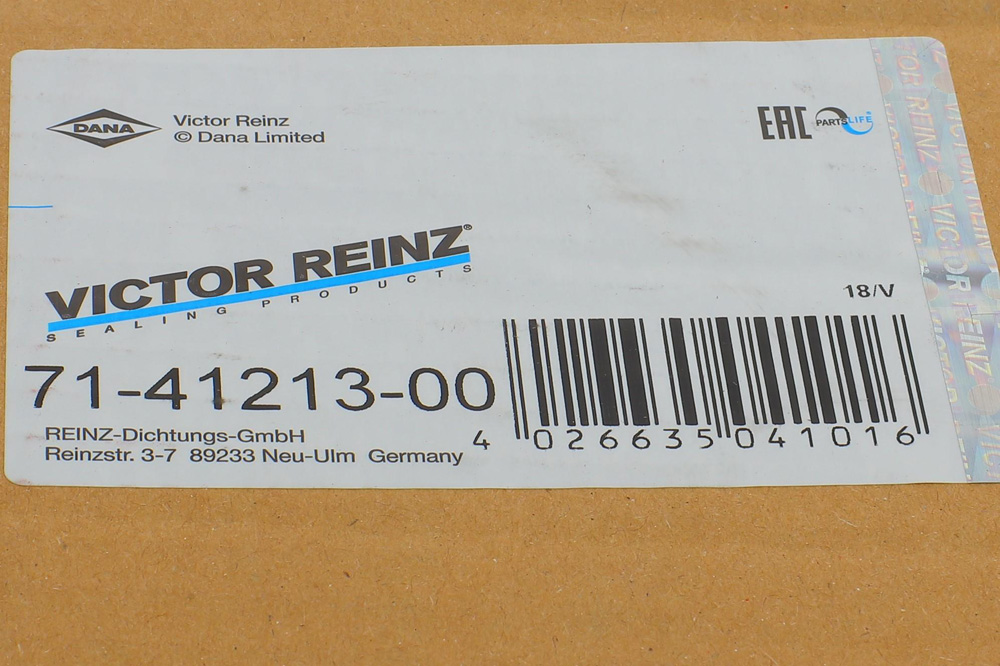 DANA
Victor Reinz
© Dana Limited
EAC PARTSLIFE
VICTOR REINZ®
SEALING PRODUCTS
18/V
71-41213-00
REINZ-Dichtungs-GmbH
Reinzstr. 3-7 89233 Neu-Ulm Germany
4 026635 041016
VICTOR REINZ